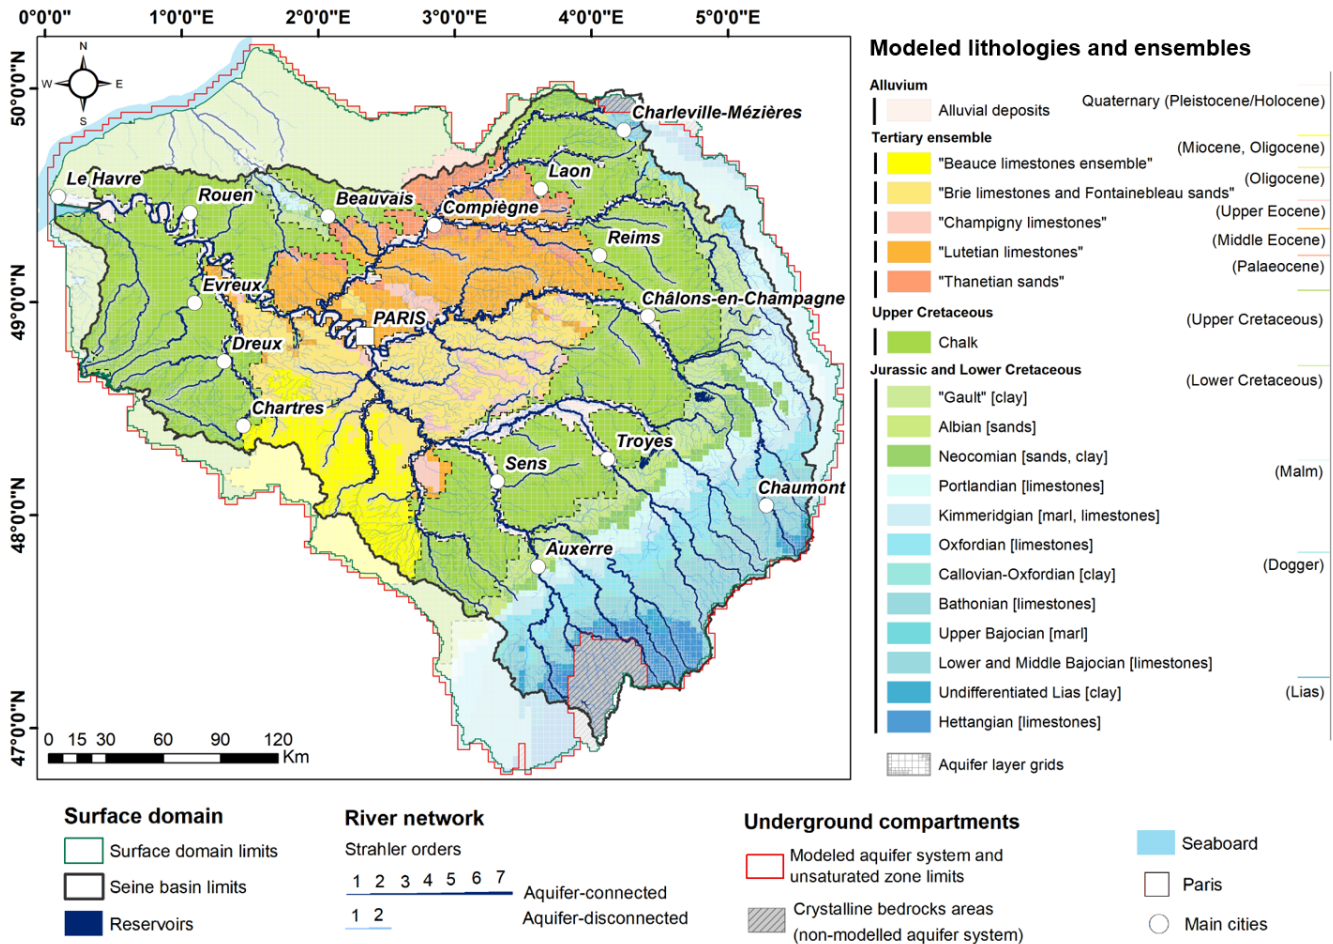 0°0'0"E 1°0'0"E 2°0'0"E 3°0'0"E 4°0'0"E 5°0'0"E
50°0'0"N
49°0'0"N
48°0'0"N
47°0'0"N
N
W E
S
Charleville-Mézières
Le Havre
Rouen
Beauvais
Laon
Compiègne
Reims
Evreux
Châlons-en-Champagne
PARIS
Dreux
Chartres
Troyes
Sens
Chaumont
Auxerre
0 15 30 60 90 120
Km
Modeled lithologies and ensembles
Alluvium
Alluvial deposits
Quaternary (Pleistocene/Holocene)
Tertiary ensemble
"Beauce limestones ensemble"
(Miocene, Oligocene)
"Brie limestones and Fontainebleau sands"
(Oligocene)
"Champigny limestones"
(Upper Eocene)
"Lutetian limestones"
(Middle Eocene)
"Thanetian sands"
(Palaeocene)
Upper Cretaceous
(Upper Cretaceous)
Chalk
Jurassic and Lower Cretaceous
(Lower Cretaceous)
"Gault" [clay]
Albian [sands]
Neocomian [sands, clay]
Portlandian [limestones]
(Malm)
Kimmeridgian [marl, limestones]
Oxfordian [limestones]
Callovian-Oxfordian [clay]
(Dogger)
Bathonian [limestones]
Upper Bajocian [marl]
Lower and Middle Bajocian [limestones]
Undifferentiated Lias [clay]
(Lias)
Hettangian [limestones]
Aquifer layer grids
Surface domain
Surface domain limits
Seine basin limits
Reservoirs
River network
Strahler orders
1 2 3 4 5 6 7
Aquifer-connected
1 2
Aquifer-disconnected
Underground compartments
Modeled aquifer system and
unsaturated zone limits
Crystalline bedrocks areas
(non-modelled aquifer system)
Seaboard
Paris
Main cities